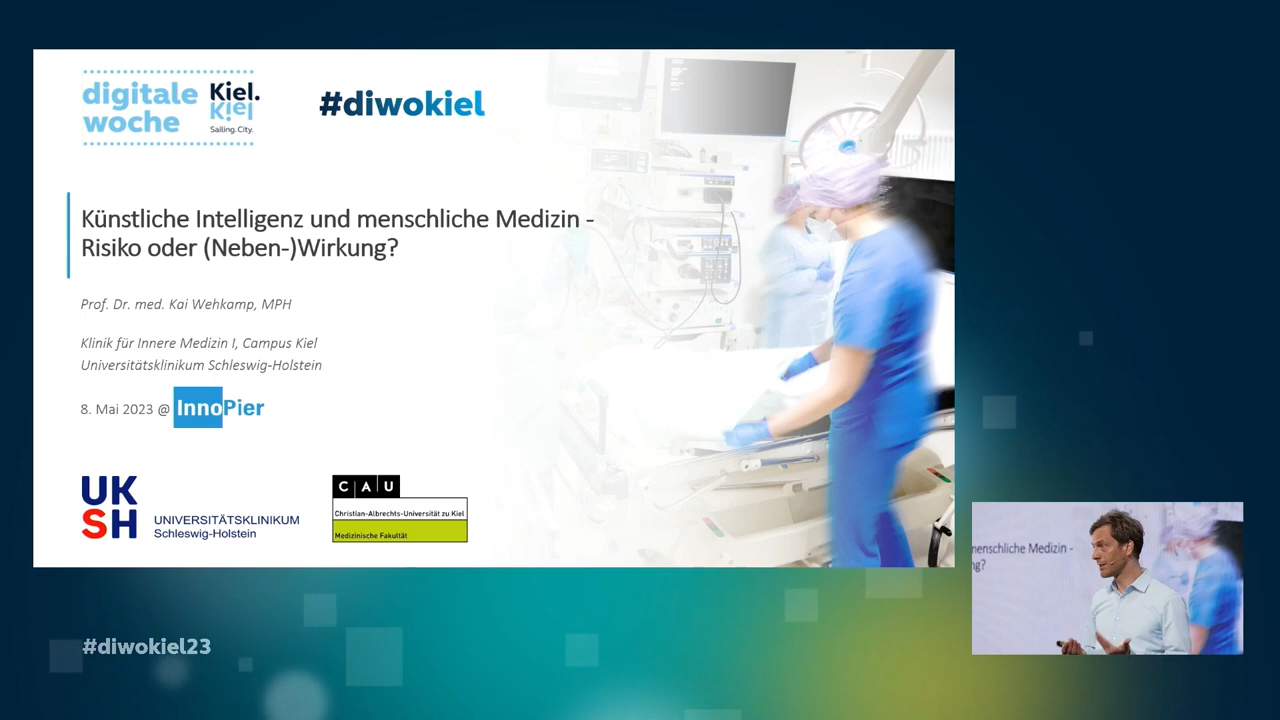 digitale
woche
Kiel.
Kiel
Sailing. City.
#diwokiel
Künstliche Intelligenz und menschliche Medizin -
Risiko oder (Neben-)Wirkung?
Prof. Dr. med. Kai Wehkamp, MPH
Klinik für Innere Medizin I, Campus Kiel
Universitätsklinikum Schleswig-Holstein
8. Mai 2023 @ InnoPier
UK
SH
UNIVERSITÄTSKLINIKUM
Schleswig-Holstein
CAU
Christian-Albrechts-Universität zu Kiel
Medizinische Fakultät
menschliche Medizin -
ng?
#diwokiel23